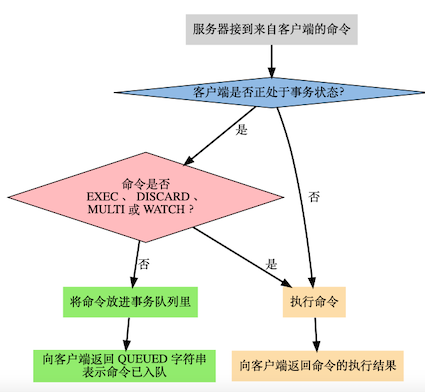 服务器接到来自客户端的命令
客户端是否正处于事务状态?
是
命令是否
EXEC 、 DISCARD 、
MULTI 或 WATCH ?
否
否
是
将命令放进事务队列里
执行命令
向客户端返回 QUEUED 字符串
表示命令已入队
向客户端返回命令的执行结果